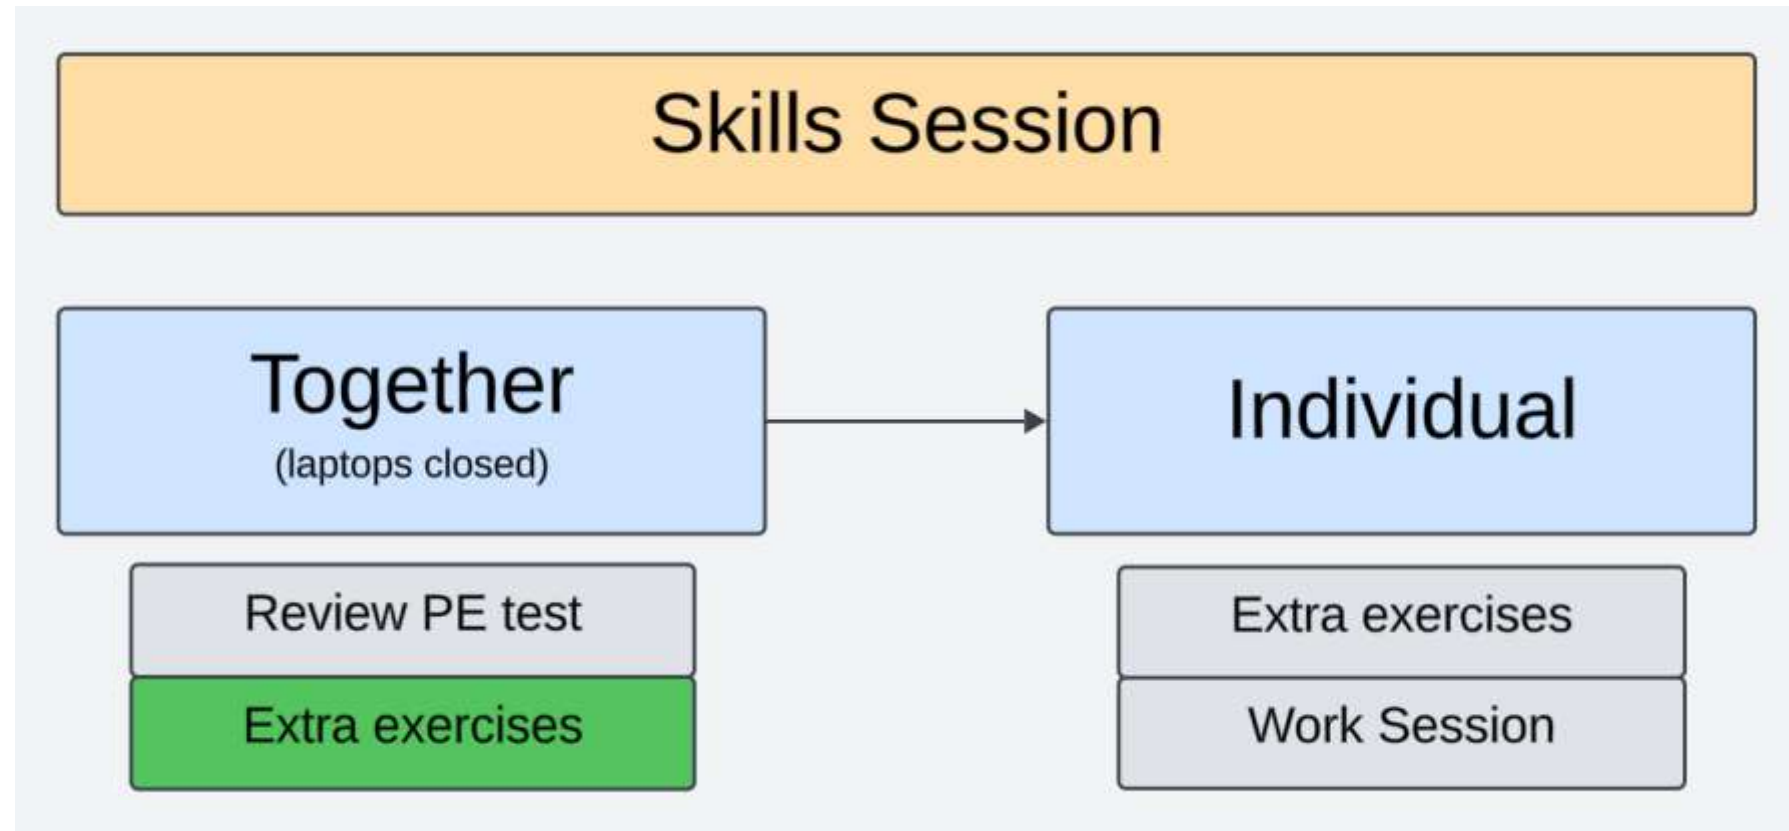 Skills Session
Together
(laptops closed)
Individual
Review PE test
Extra exercises
Extra exercises
Work Session